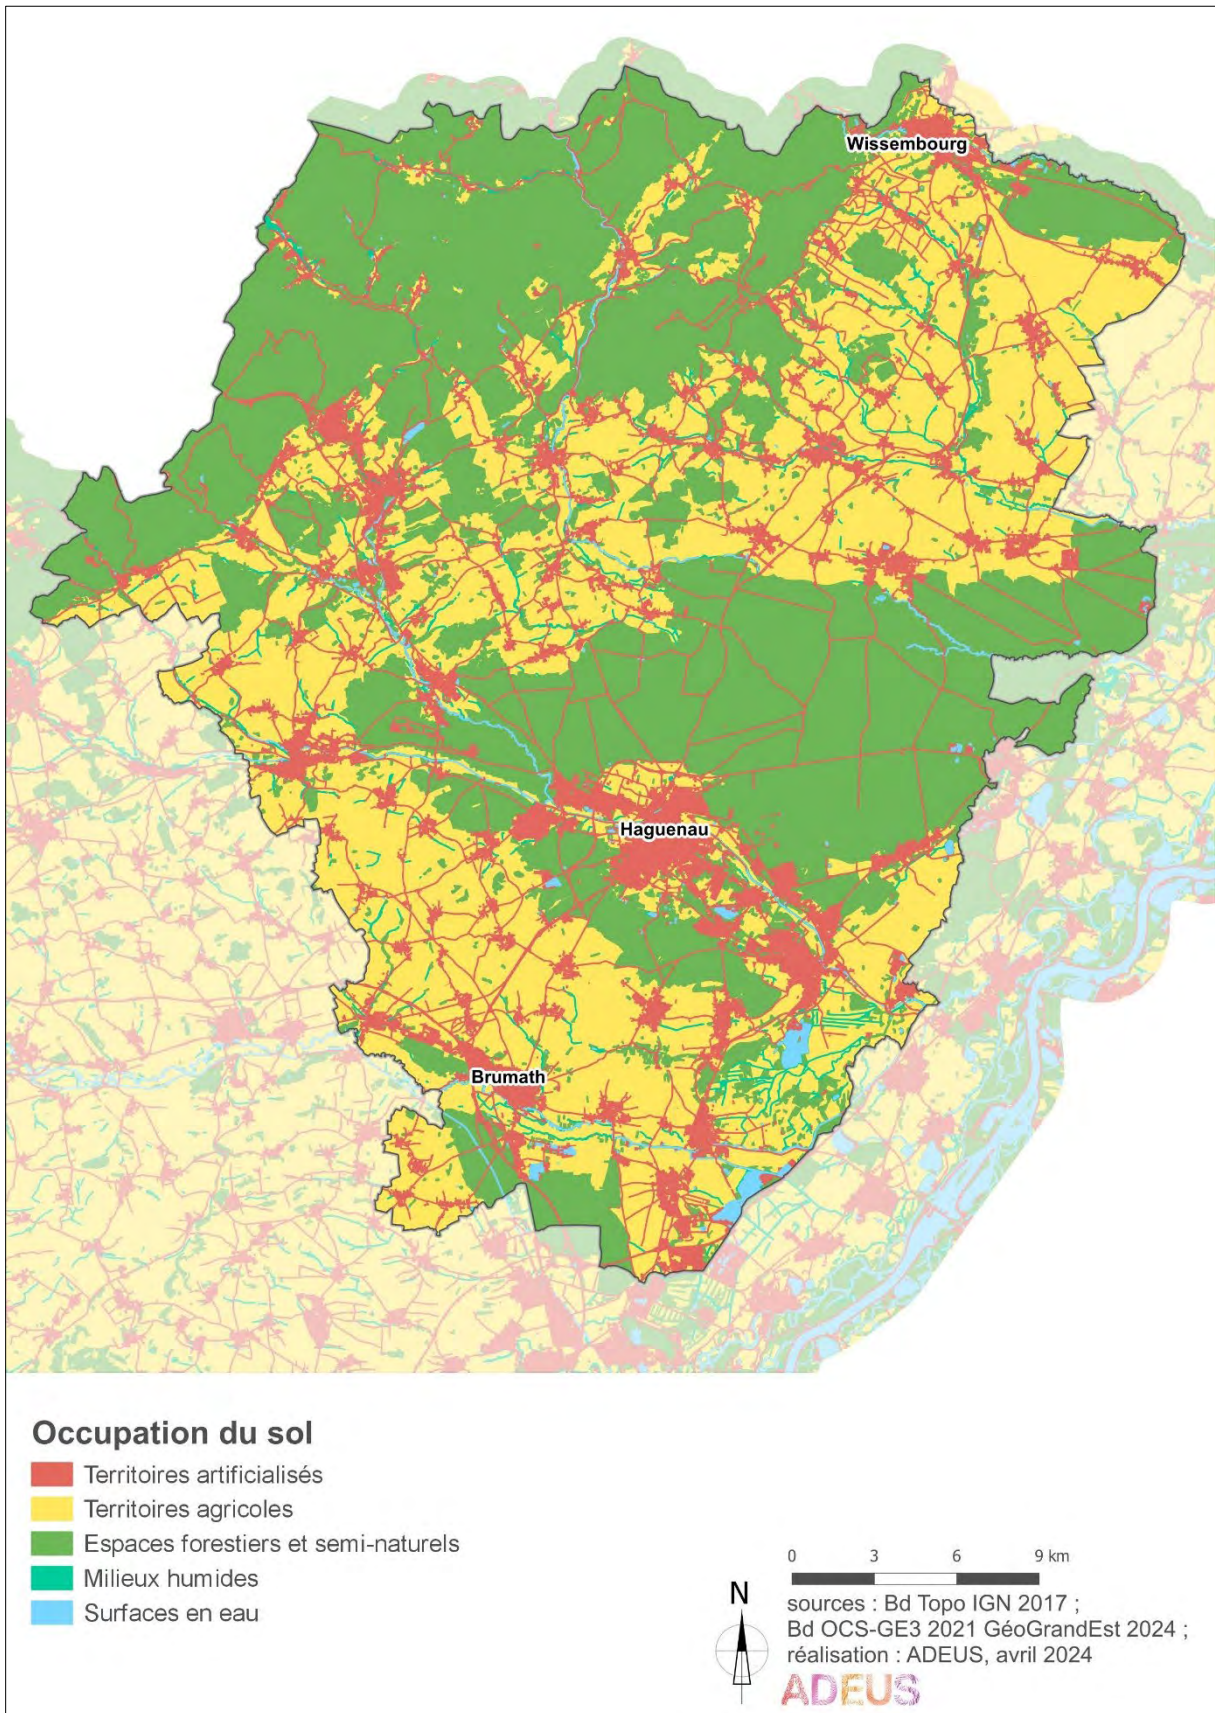 Wissembourg
Haguenau
Brumath
Occupation du sol
Territoires artificialisés
Territoires agricoles
Espaces forestiers et semi-naturels
Milieux humides
Surfaces en eau
0 3 6 9 km
N
sources : Bd Topo IGN 2017 ;
Bd OCS-GE3 2021 GéoGrandEst 2024 ;
réalisation : ADEUS, avril 2024
ADEUS